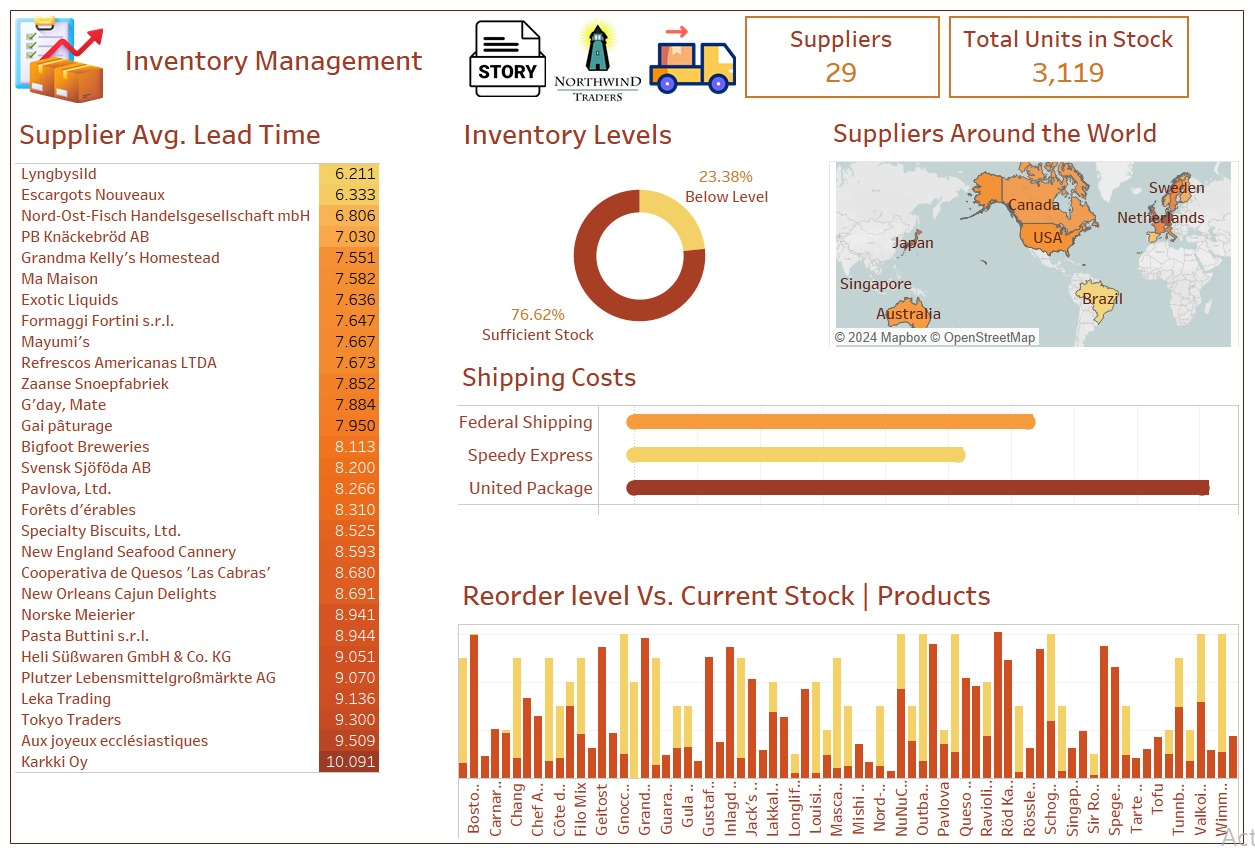 Inventory Management
STORY
NORTHWIND
TRADERS
Suppliers
29
Total Units in Stock
3,119
Supplier Avg. Lead Time
Lyngbysild 6.211
Escargots Nouveaux 6.333
Nord-Ost-Fisch Handelsgesellschaft mbH 6.806
PB Knäckebröd AB 7.030
Grandma Kelly's Homestead 7.551
Ma Maison 7.582
Exotic Liquids 7.636
Formaggi Fortini s.r.l. 7.647
Mayumi's 7.667
Refrescos Americanas LTDA 7.673
Zaanse Snoepfabriek 7.852
G'day, Mate 7.884
Gai pâturage 7.950
Bigfoot Breweries 8.113
Svensk Sjöföda AB 8.200
Pavlova, Ltd. 8.266
Forêts d'érables 8.310
Specialty Biscuits, Ltd. 8.525
New England Seafood Cannery 8.593
Cooperativa de Quesos 'Las Cabras' 8.680
New Orleans Cajun Delights 8.691
Norske Meierier 8.941
Pasta Buttini s.r.l. 8.944
Heli Süßwaren GmbH & Co. KG 9.051
Plutzer Lebensmittelgroßmärkte AG 9.070
Leka Trading 9.136
Tokyo Traders 9.300
Aux joyeux ecclésiastiques 9.509
Karkki Oy 10.091
Inventory Levels
23.38%
Below Level
76.62%
Sufficient Stock
Suppliers Around the World
Sweden
Canada
Netherlands
USA
Japan
Singapore
Brazil
Australia
© 2024 Mapbox © OpenStreetMap
Shipping Costs
Federal Shipping
Speedy Express
United Package
Reorder level Vs. Current Stock | Products
Bosto..
Carnar..
Chang
Chef A..
Côte d..
Filo Mix
Geitost
Gnocc..
Grand..
Guara..
Gula ..
Gustaf..
Inlagd ..
Jack's ..
Lakkal..
Longlif..
Louisi..
Masca..
Mishi ..
Nord-..
NuNuC..
Outba..
Pavlova
Queso ..
Ravioli..
Röd Ka..
Rössle..
Schog..
Singap..
Sir Ro..
Spege..
Tarte ..
Tofu
Tunnb..
Valkoi..
Wimm..
Act